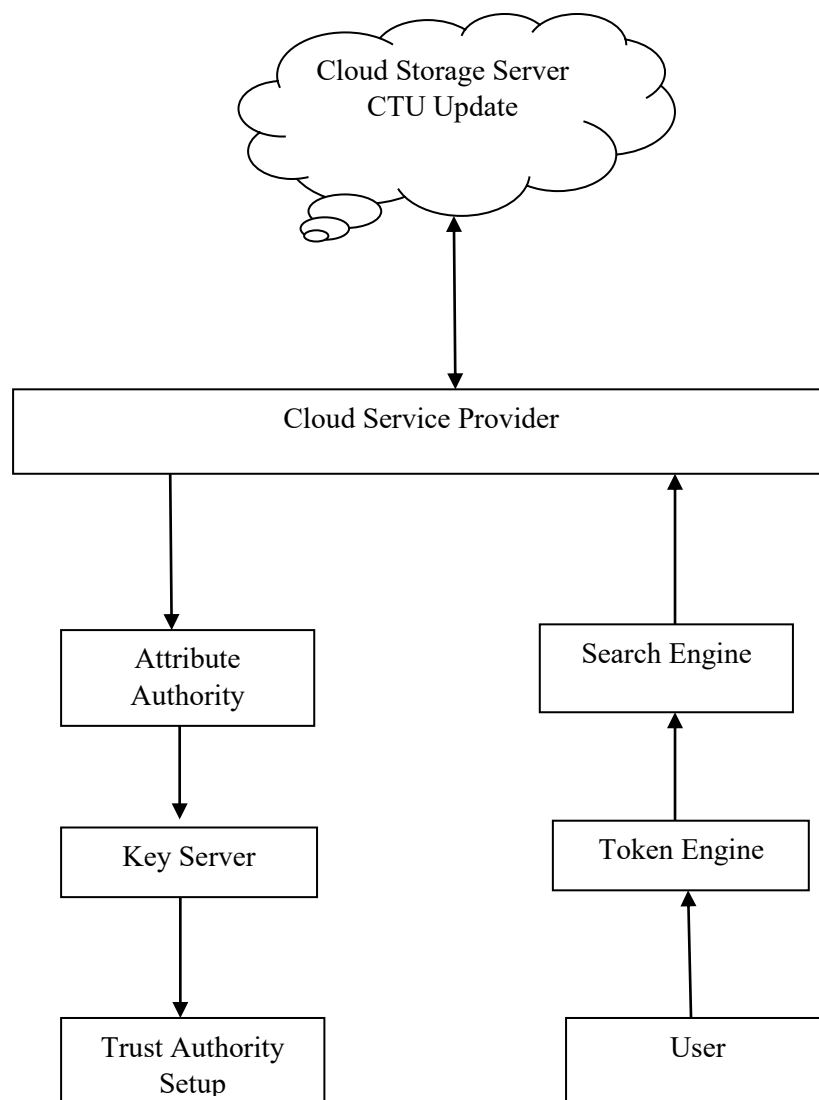 Cloud Storage Server
CTU Update
Cloud Service Provider
Attribute
Authority
Search Engine
Key Server
Token Engine
Trust Authority
Setup
User